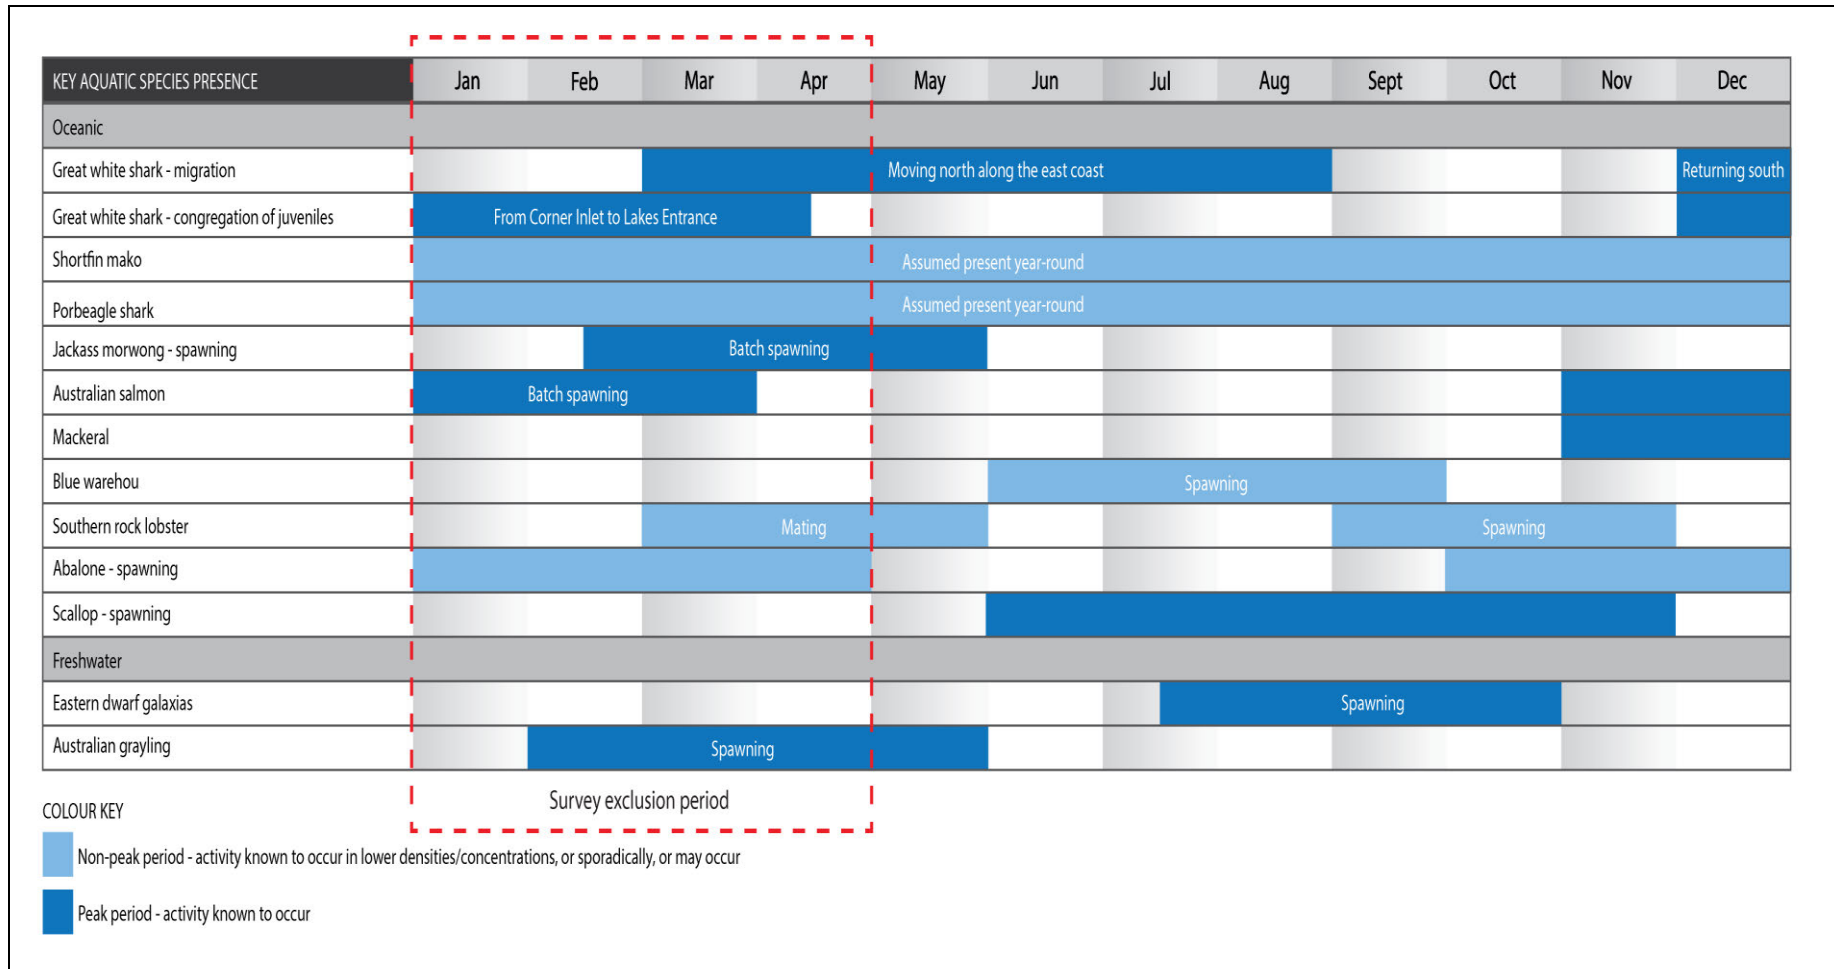 KEY AQUATIC SPECIES PRESENCE Jan Feb Mar Apr May Jun Jul Aug Sept Oct Nov Dec
Oceanic
Great white shark - migration Moving north along the east coast Returning south
Great white shark - congregation of juveniles From Corner Inlet to Lakes Entrance
Shortfin mako Assumed present year-round
Porbeagle shark Assumed present year-round
Jackass morwong - spawning Batch spawning
Australian salmon Batch spawning
Mackeral
Blue warehou Spawning
Southern rock lobster Mating Spawning
Abalone - spawning
Scallop - spawning
Freshwater
Eastern dwarf galaxias Spawning
Australian grayling Spawning
Survey exclusion period
COLOUR KEY
Non-peak period - activity known to occur in lower densities/concentrations, or sporadically, or may occur
Peak period - activity known to occur